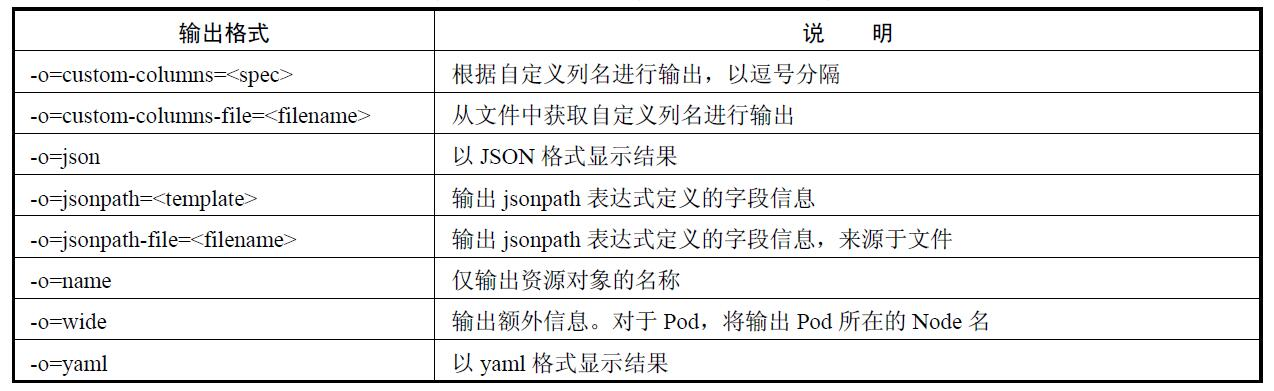 输出格式 说 明
-o=custom-columns=<spec> 根据自定义列名进行输出，以逗号分隔
-o=custom-columns-file=<filename> 从文件中获取自定义列名进行输出
-o=json 以 JSON 格式显示结果
-o=jsonpath=<template> 输出 jsonpath 表达式定义的字段信息
-o=jsonpath-file=<filename> 输出 jsonpath 表达式定义的字段信息，来源于文件
-o=name 仅输出资源对象的名称
-o=wide 输出额外信息。对于 Pod，将输出 Pod 所在的 Node 名
-o=yaml 以 yaml 格式显示结果